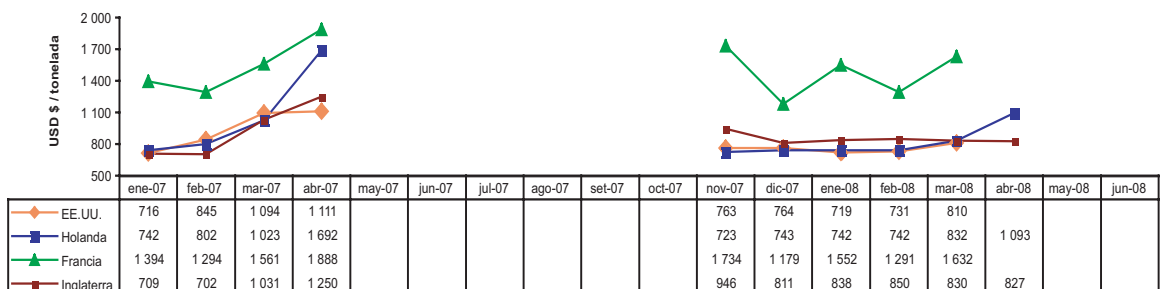 2 000
1 700
1 400
1 100
800
500
USD $ / tonelada
ene-07 feb-07 mar-07 abr-07 may-07 jun-07 jul-07 ago-07 set-07 oct-07 nov-07 dic-07 ene-08 feb-08 mar-08 abr-08 may-08 jun-08
EE.UU. 716 845 1 094 1 111 763 764 719 731 810
Holanda 742 802 1 023 1 692 723 743 742 742 832 1 093
Francia 1 394 1 294 1 561 1 888 1 734 1 179 1 552 1 291 1 632
Inglaterra 709 702 1 031 1 250 946 811 838 850 830 827